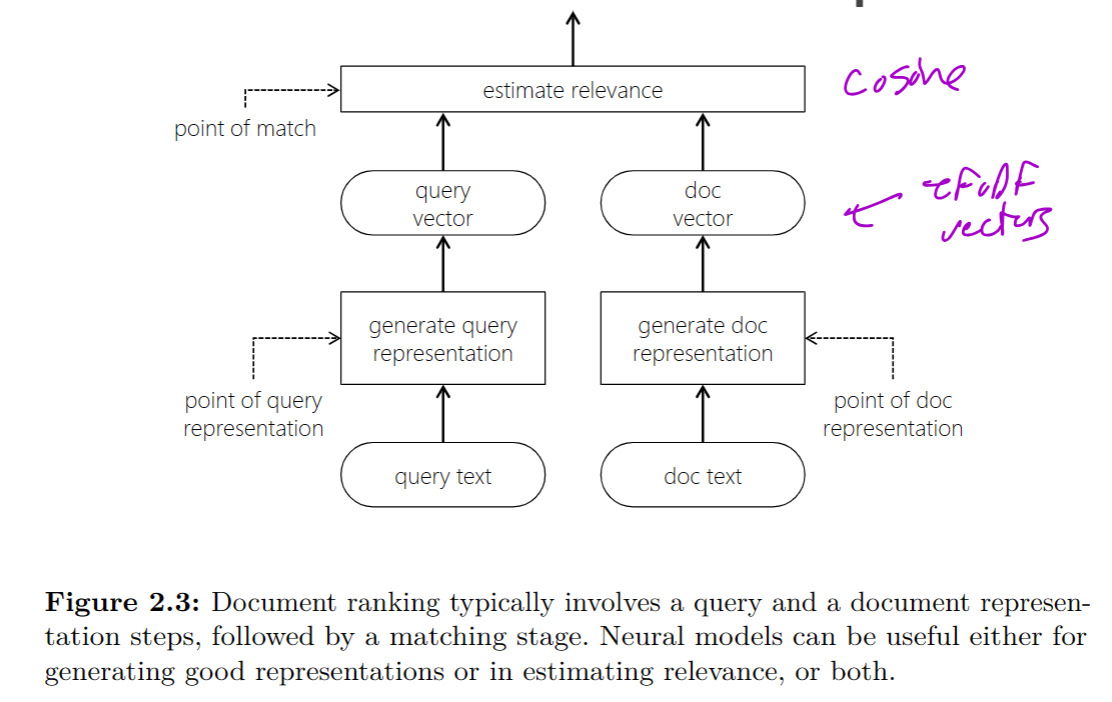 estimate relevance
cosine
point of match
query
vector
doc
vector
tFiDF
vectors
generate query
representation
generate doc
representation
point of query
representation
point of doc
representation
query text
doc text
Figure 2.3: Document ranking typically involves a query and a document represen-
tation steps, followed by a matching stage. Neural models can be useful either for
generating good representations or in estimating relevance, or both.